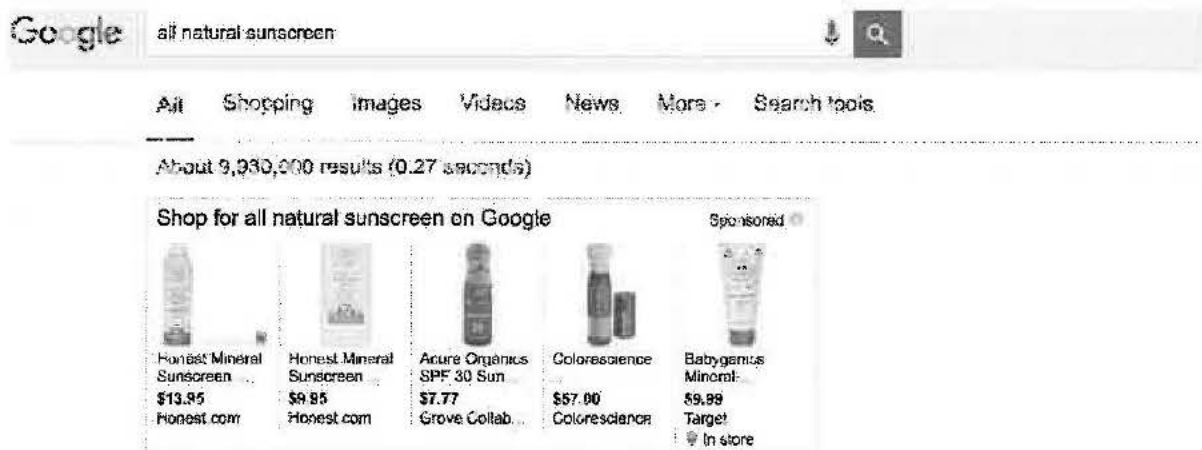 Google all natural sunscreen
All Shopping Images Videos News More Search tools
About 9,930,000 results (0.27 seconds)
Shop for all natural sunscreen on Google Sponsored
Honest Mineral Honest Mineral Acure Organics Colorescience Babyganics
Sunscreen ... Sunscreen ... SPF 30 Sun ... ... Mineral-...
$13.95 $9.95 $7.77 $57.00 $9.99
Honest.com Honest.com Grove Collab... Colorescience Target
In store